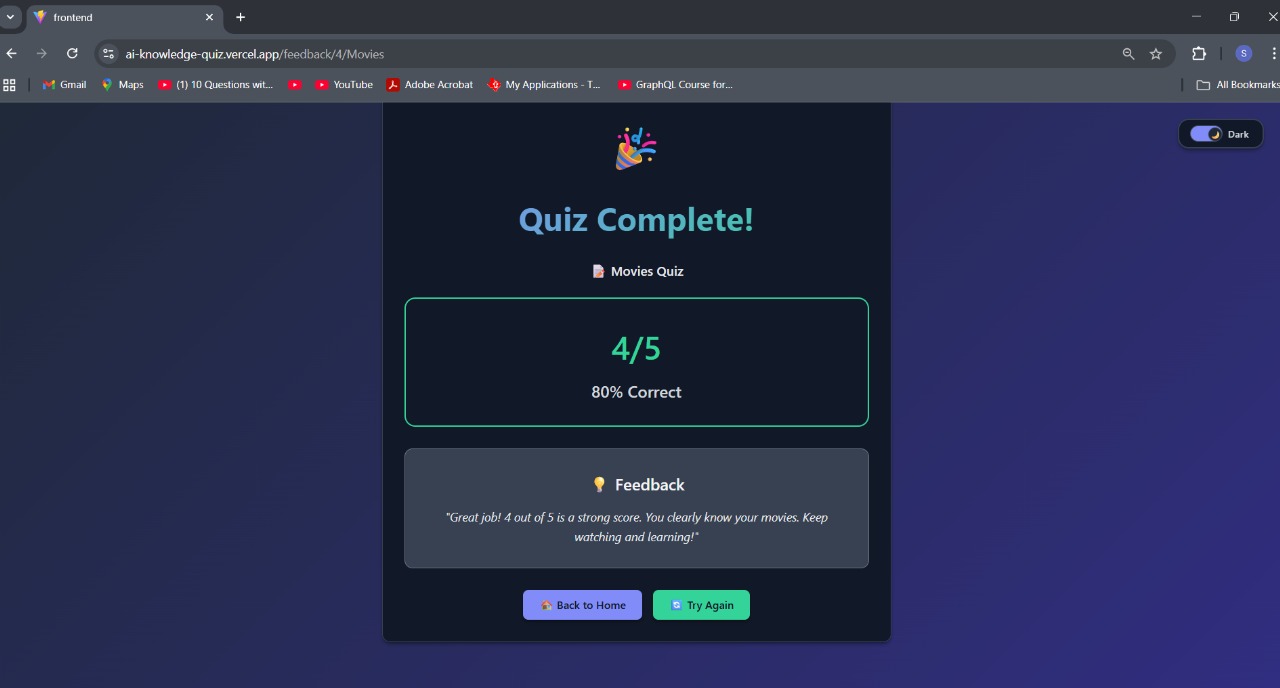 frontend
ai-knowledge-quiz.vercel.app/feedback/4/Movies
S
Gmail
Maps
(1) 10 Questions wit...
YouTube
Adobe Acrobat
My Applications - T...
GraphQL Course for...
All Bookmarks
Dark
Quiz Complete!
Movies Quiz
4/5
80% Correct
Feedback
"Great job! 4 out of 5 is a strong score. You clearly know your movies. Keep
watching and learning!"
Back to Home
Try Again